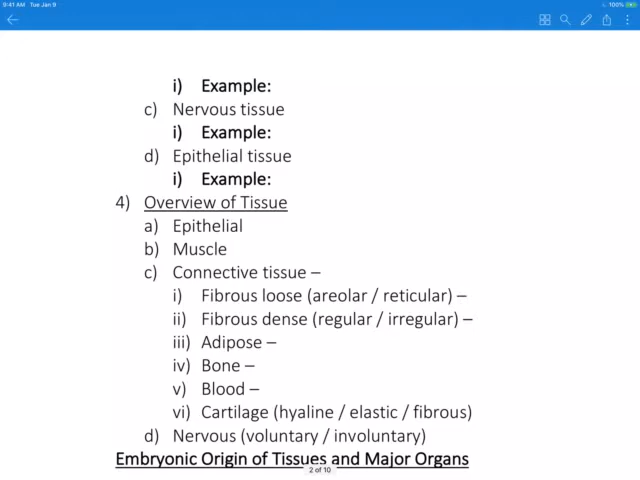 9:41 AM Tue Jan 9 100%
i) Example:
c) Nervous tissue
i) Example:
d) Epithelial tissue
i) Example:
4) Overview of Tissue
a) Epithelial
b) Muscle
c) Connective tissue –
i) Fibrous loose (areolar / reticular) –
ii) Fibrous dense (regular / irregular) –
iii) Adipose –
iv) Bone –
v) Blood –
vi) Cartilage (hyaline / elastic / fibrous)
d) Nervous (voluntary / involuntary)
Embryonic Origin of Tissues and Major Organs
2 of 10